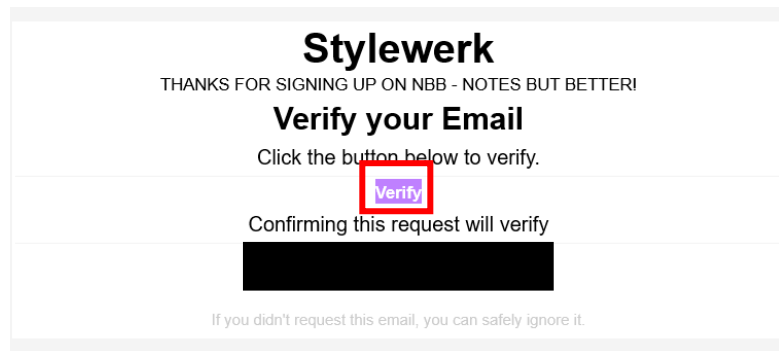 Stylewerk
THANKS FOR SIGNING UP ON NBB - NOTES BUT BETTER!
Verify your Email
Click the button below to verify.
Verify
Confirming this request will verify
If you didn't request this email, you can safely ignore it.